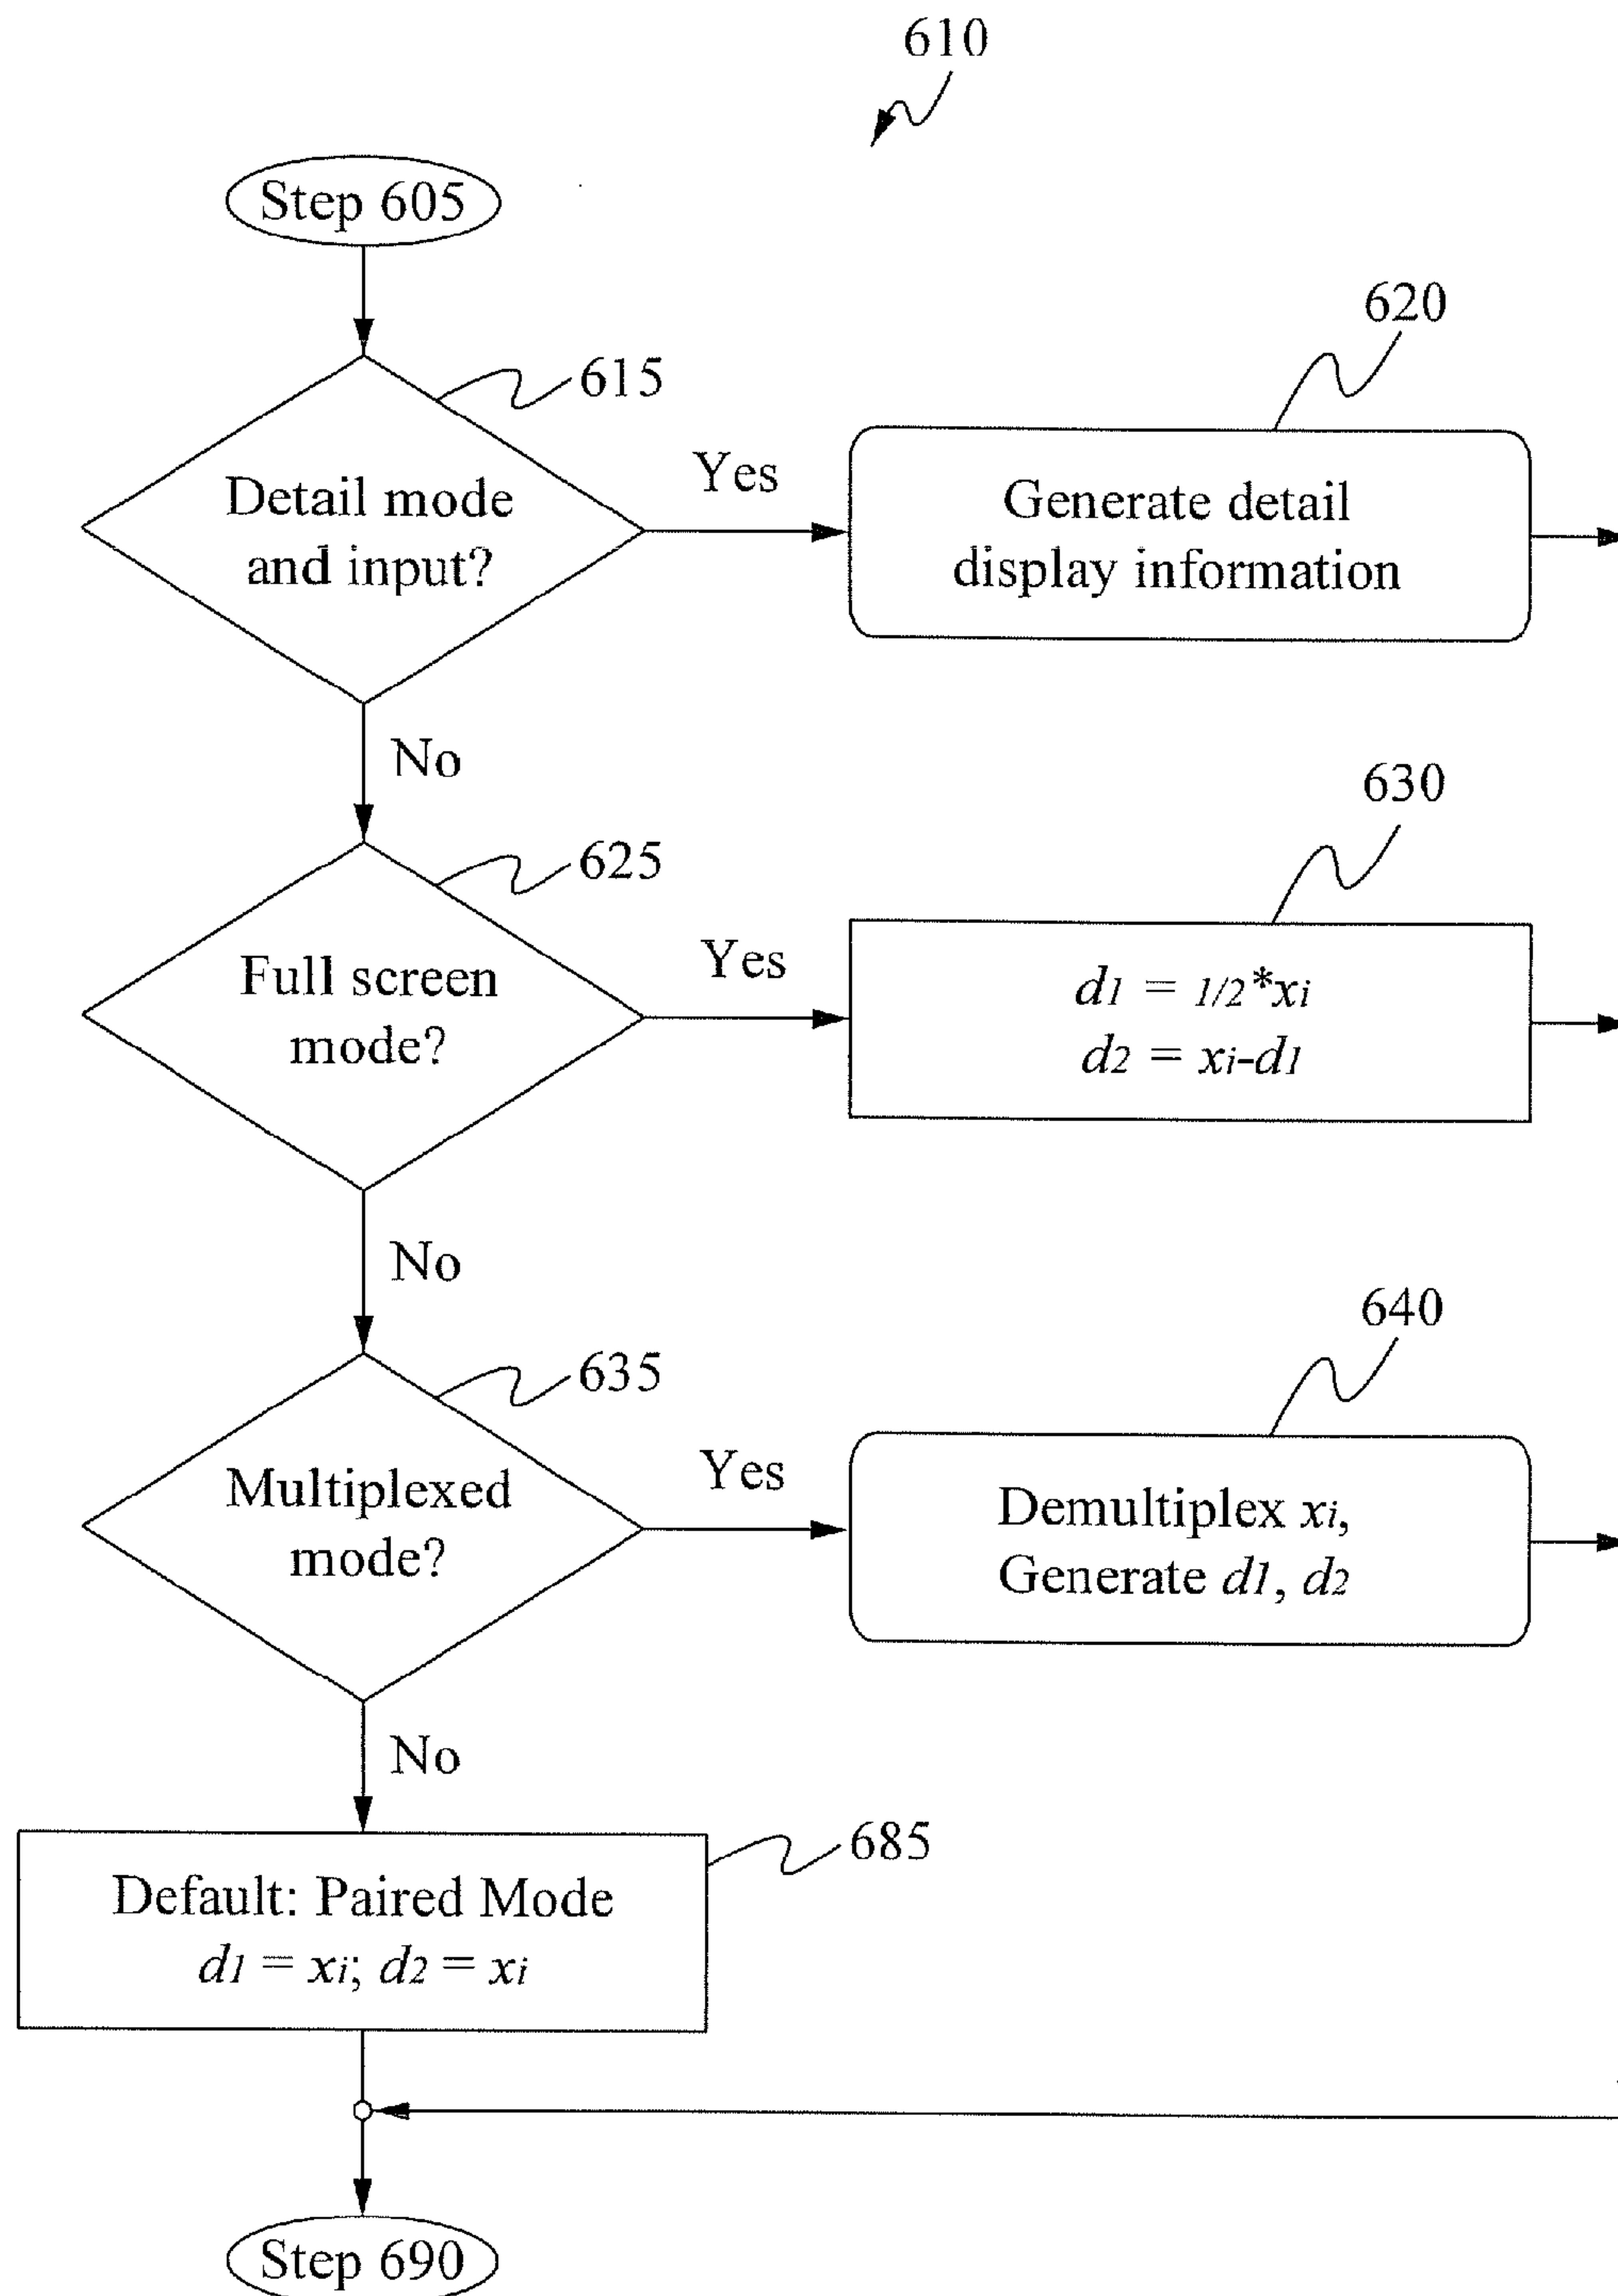 610
Step 605
615
620
Detail mode
and input?
Yes
Generate detail
display information
No
625
630
Full screen
mode?
Yes
d1 = 1/2*xi
d2 = xi-d1
No
635
640
Multiplexed
mode?
Yes
Demultiplex xi,
Generate d1, d2
No
685
Default: Paired Mode
d1 = xi; d2 = xi
Step 690